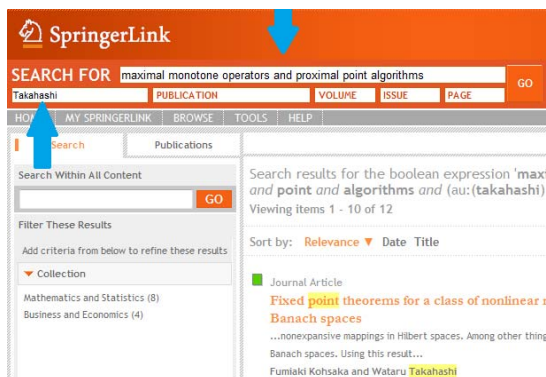 SpringerLink
SEARCH FOR maximal monotone operators and proximal point algorithms
GO
Takahashi PUBLICATION VOLUME ISSUE PAGE
MY SPRINGERLINK BROWSE TOOLS HELP
Search Publications
Search Within All Content
GO
Filter These Results
Add criteria from below to refine these results
Collection
Mathematics and Statistics (8)
Business and Economics (4)
Search results for the boolean expression
and point and algorithms and (au:(takahashi)
Viewing items 1 - 10 of 12
Sort by: Relevance ▼ Date Title
Journal Article
Fixed point theorems for a class of nonlinear
Banach spaces
...nonexpansive mappings in Hilbert spaces. Among other thing
Banach spaces. Using this result...
Fumiaki Kohsaka and Wataru Takahashi